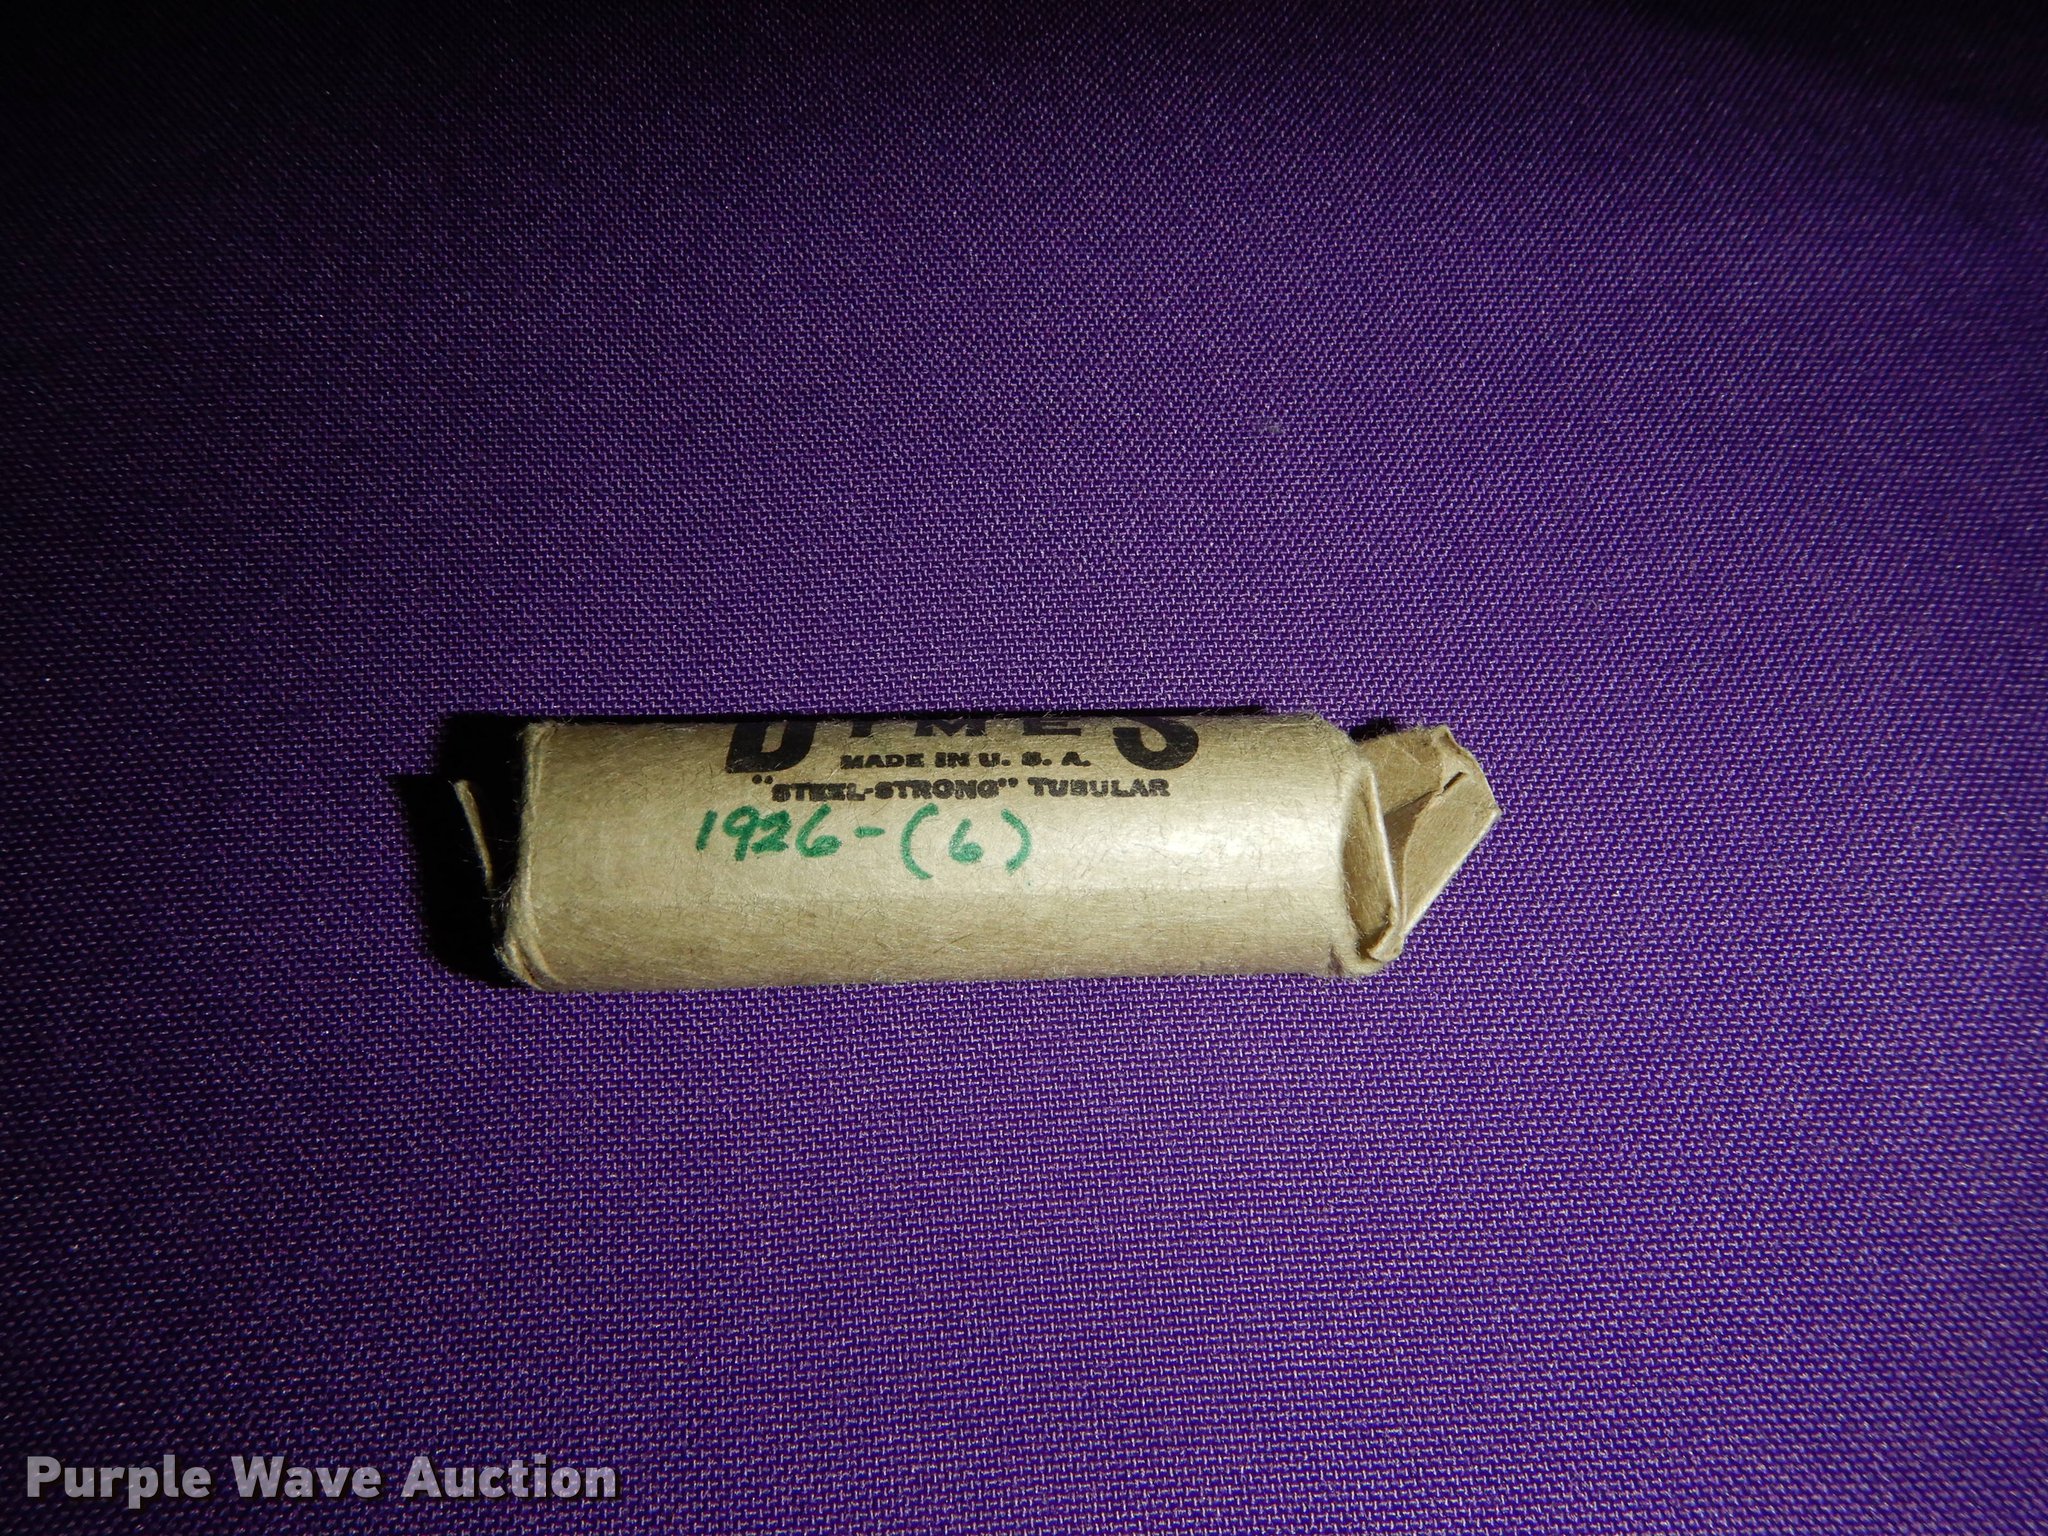 DIMES
MADE IN U. S. A.
"STEEL-STRONG" TUBULAR
1926-(6)
Purple Wave Auction